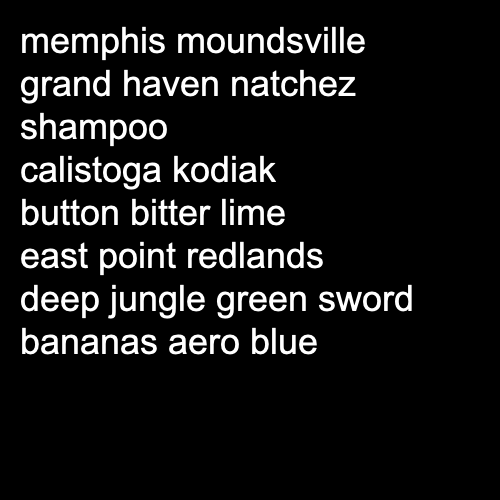 memphis moundsville
grand haven natchez
shampoo
calistoga kodiak
button bitter lime
east point redlands
deep jungle green sword
bananas aero blue